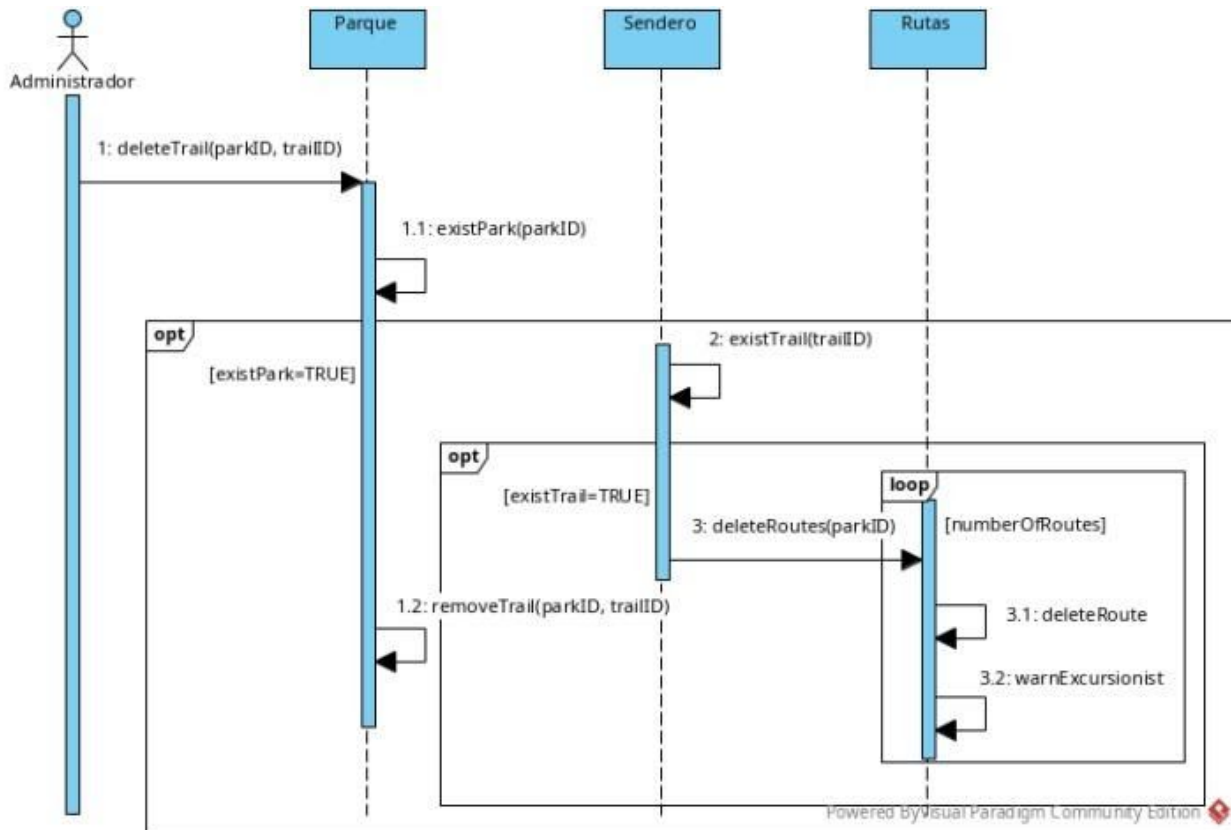 Administrador
Parque
Sendero
Rutas
1: deleteTrail(parkID, trailID)
1.1: existPark(parkID)
opt
[existPark=TRUE]
2: existTrail(trailID)
opt
[existTrail=TRUE]
loop
[numberOfRoutes]
3: deleteRoutes(parkID)
1.2: removeTrail(parkID, trailID)
3.1: deleteRoute
3.2: warnExcursionist
Powered By Visual Paradigm Community Edition